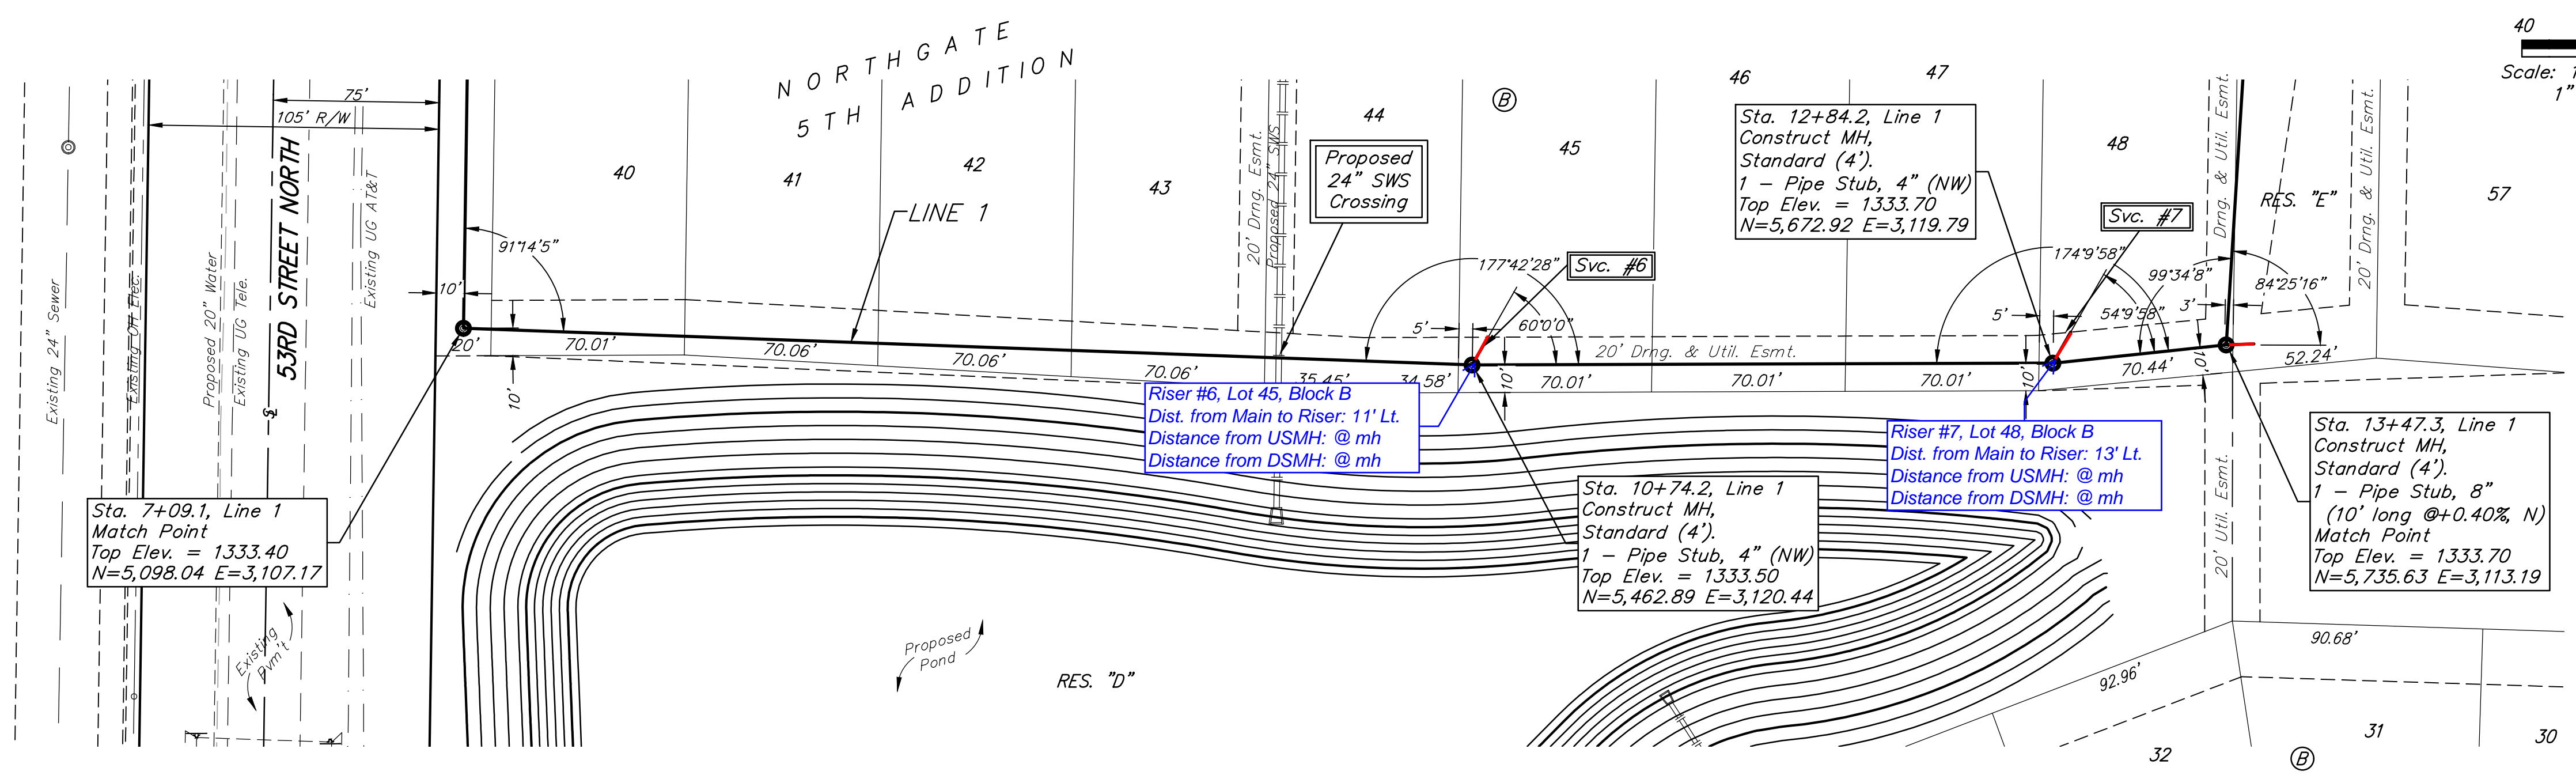 NORTHGATE
5TH ADDITION
40
Scale: 1
1"
75'
105' R/W
53RD STREET NORTH
Existing 24" Sewer
Existing OH Elec.
Proposed 20" Water
Existing UG Tele.
Existing UG AT&T
℄
10'
91°14'5"
20'
10'
40
41
42
43
44
45
46
47
48
57
B
LINE 1
20' Drng. Esmt.
Proposed 24" SWS
Proposed
24" SWS
Crossing
Sta. 12+84.2, Line 1
Construct MH,
Standard (4').
1 - Pipe Stub, 4" (NW)
Top Elev. = 1333.70
N=5,672.92 E=3,119.79
Svc. #6
Svc. #7
177°42'28"
5'
60°0'0"
174°9'58"
5'
54°9'58"
99°34'8"
3'
84°25'16"
Drng. & Util. Esmt.
RES. "E"
20' Drng. & Util. Esmt.
20' Drng. & Util. Esmt.
70.01'
70.06'
70.06'
70.06'
35.45'
34.58'
10'
70.01'
70.01'
70.01'
10'
70.44'
10'
52.24'
Riser #6, Lot 45, Block B
Dist. from Main to Riser: 11' Lt.
Distance from USMH: @ mh
Distance from DSMH: @ mh
Riser #7, Lot 48, Block B
Dist. from Main to Riser: 13' Lt.
Distance from USMH: @ mh
Distance from DSMH: @ mh
Sta. 7+09.1, Line 1
Match Point
Top Elev. = 1333.40
N=5,098.04 E=3,107.17
Sta. 10+74.2, Line 1
Construct MH,
Standard (4').
1 - Pipe Stub, 4" (NW)
Top Elev. = 1333.50
N=5,462.89 E=3,120.44
Sta. 13+47.3, Line 1
Construct MH,
Standard (4').
1 - Pipe Stub, 8"
(10' long @+0.40%, N)
Match Point
Top Elev. = 1333.70
N=5,735.63 E=3,113.19
20' Util. Esmt.
Existing
Pvm't
Proposed
Pond
RES. "D"
90.68'
92.96'
32
31
30
B